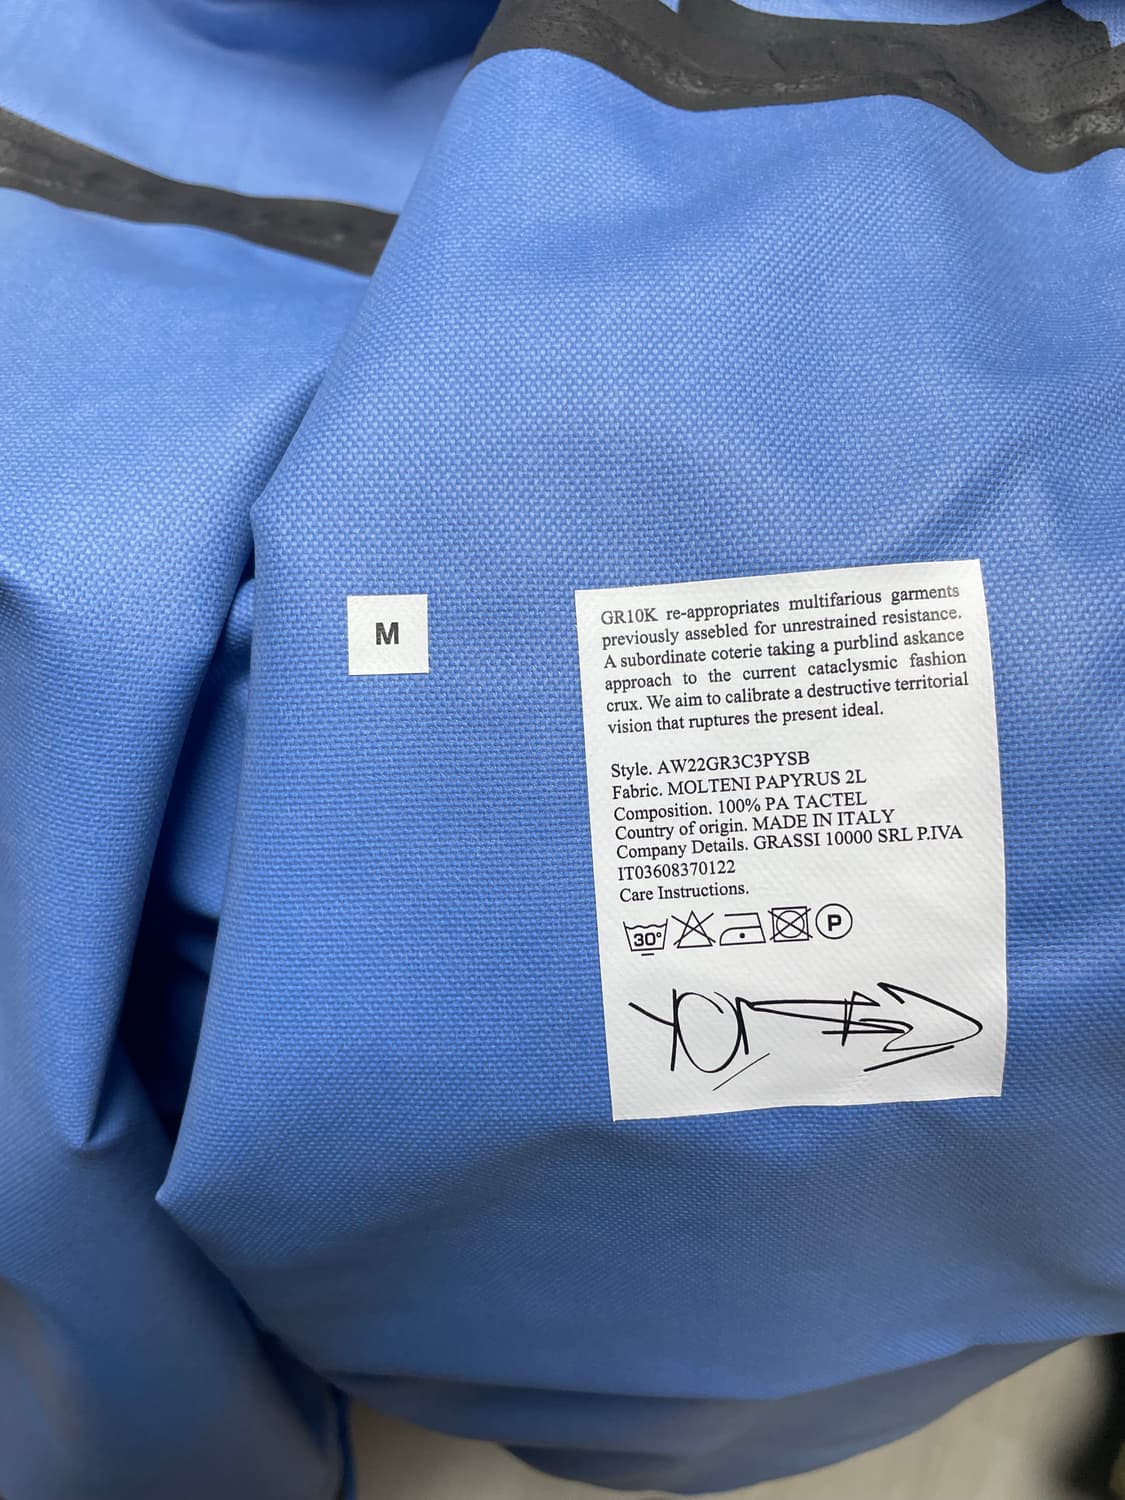 M
GR10K re-appropriates multifarious garments
previously assebled for unrestrained resistance.
A subordinate coterie taking a purblind askance
approach to the current cataclysmic fashion
crux. We aim to calibrate a destructive territorial
vision that ruptures the present ideal.
Style. AW22GR3C3PYSB
Fabric. MOLTENI PAPYRUS 2L
Composition. 100% PA TACTEL
Country of origin. MADE IN ITALY
Company Details. GRASSI 10000 SRL P.IVA
IT03608370122
Care Instructions.
30° P